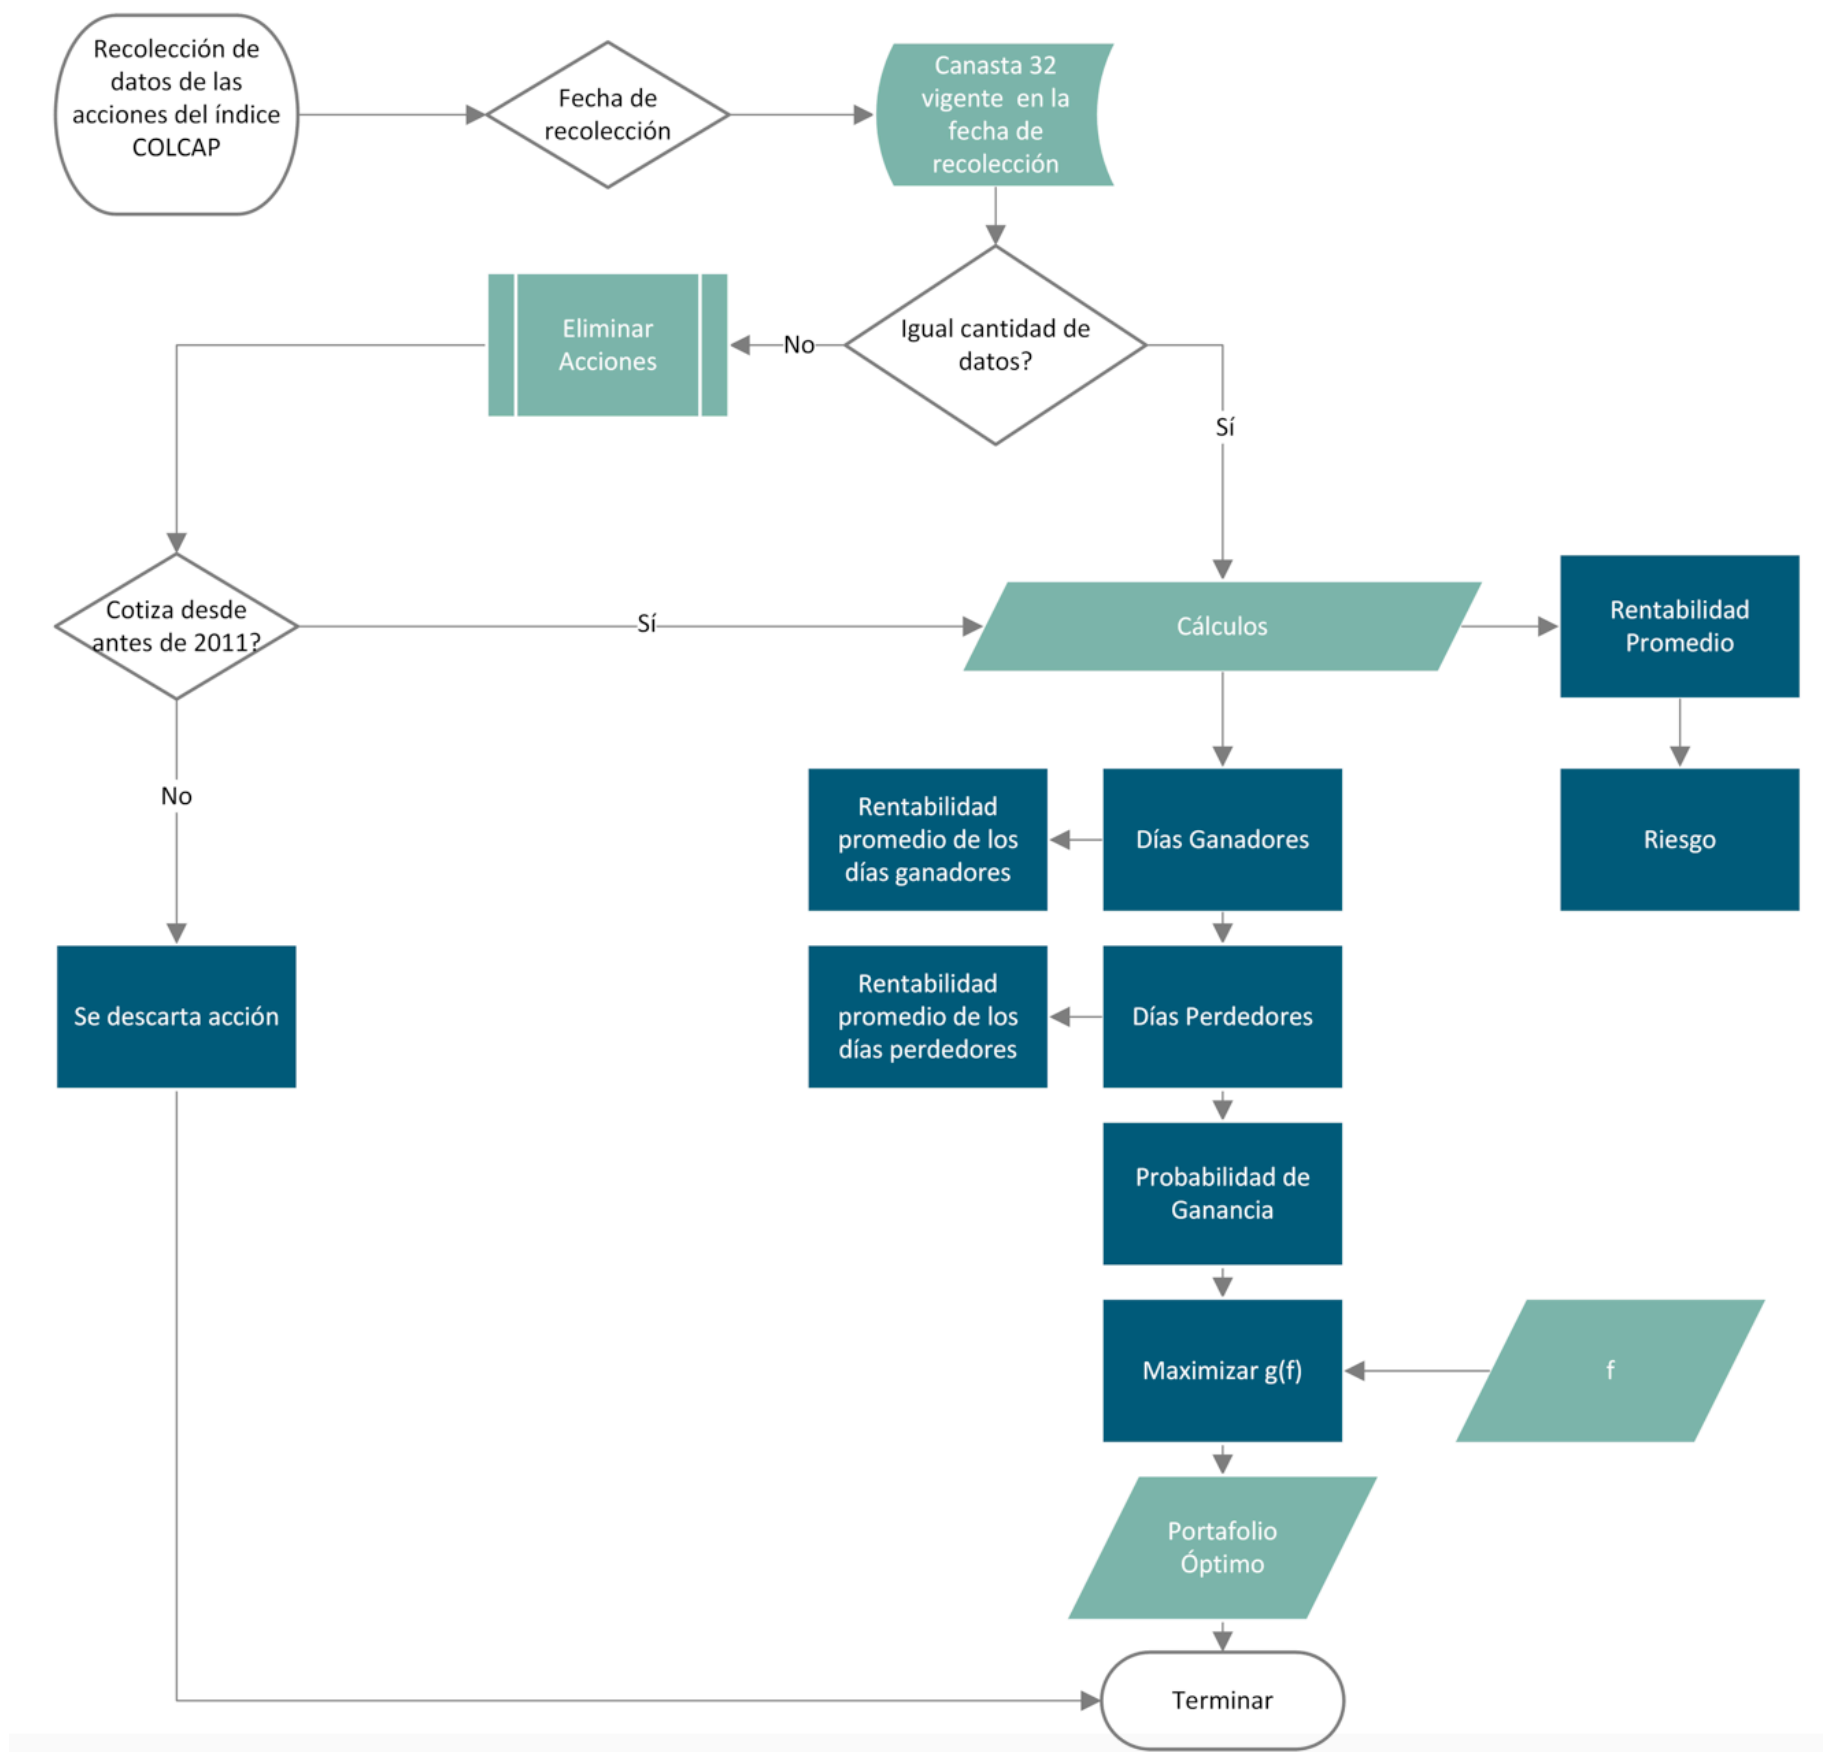 Recolección de
datos de las
acciones del índice
COLCAP
Fecha de
recolección
Canasta 32
vigente en la
fecha de
recolección
Eliminar
Acciones
No
Igual cantidad de
datos?
Sí
Cotiza desde
antes de 2011?
Sí
Cálculos
Rentabilidad
Promedio
No
Rentabilidad
promedio de los
días ganadores
Días Ganadores
Riesgo
Se descarta acción
Rentabilidad
promedio de los
días perdedores
Días Perdedores
Probabilidad de
Ganancia
Maximizar g(f)
f
Portafolio
Óptimo
Terminar